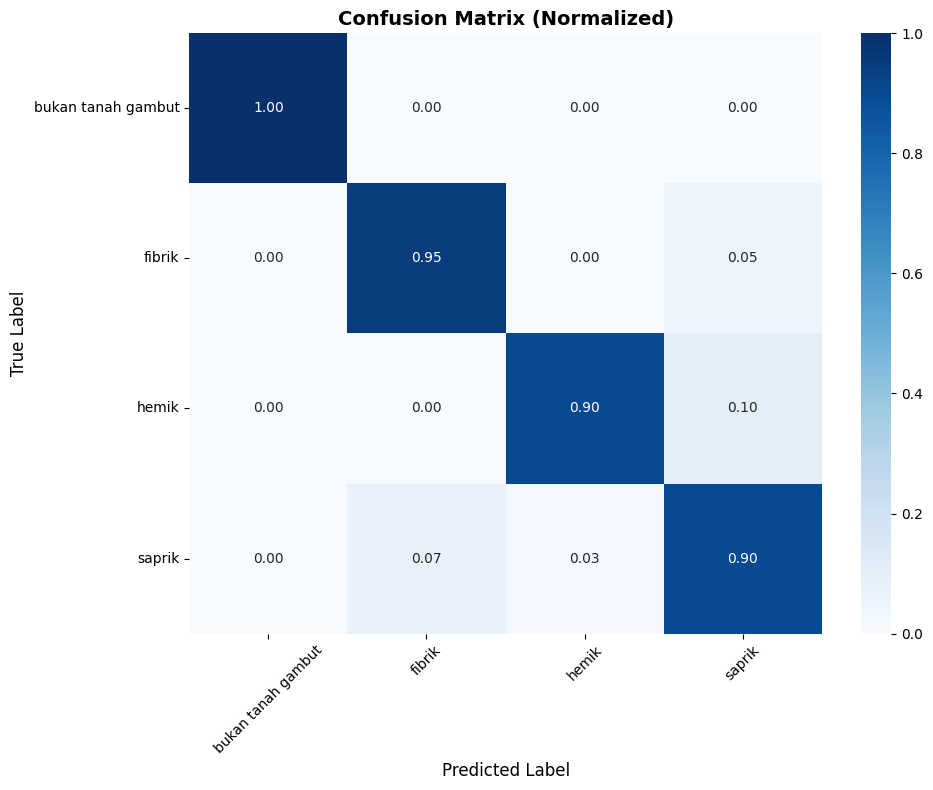 Confusion Matrix (Normalized)
True Label
bukan tanah gambut 1.00 0.00 0.00 0.00
fibrik 0.00 0.95 0.00 0.05
hemik 0.00 0.00 0.90 0.10
saprik 0.00 0.07 0.03 0.90
bukan tanah gambut fibrik hemik saprik
Predicted Label
1.0
0.8
0.6
0.4
0.2
0.0